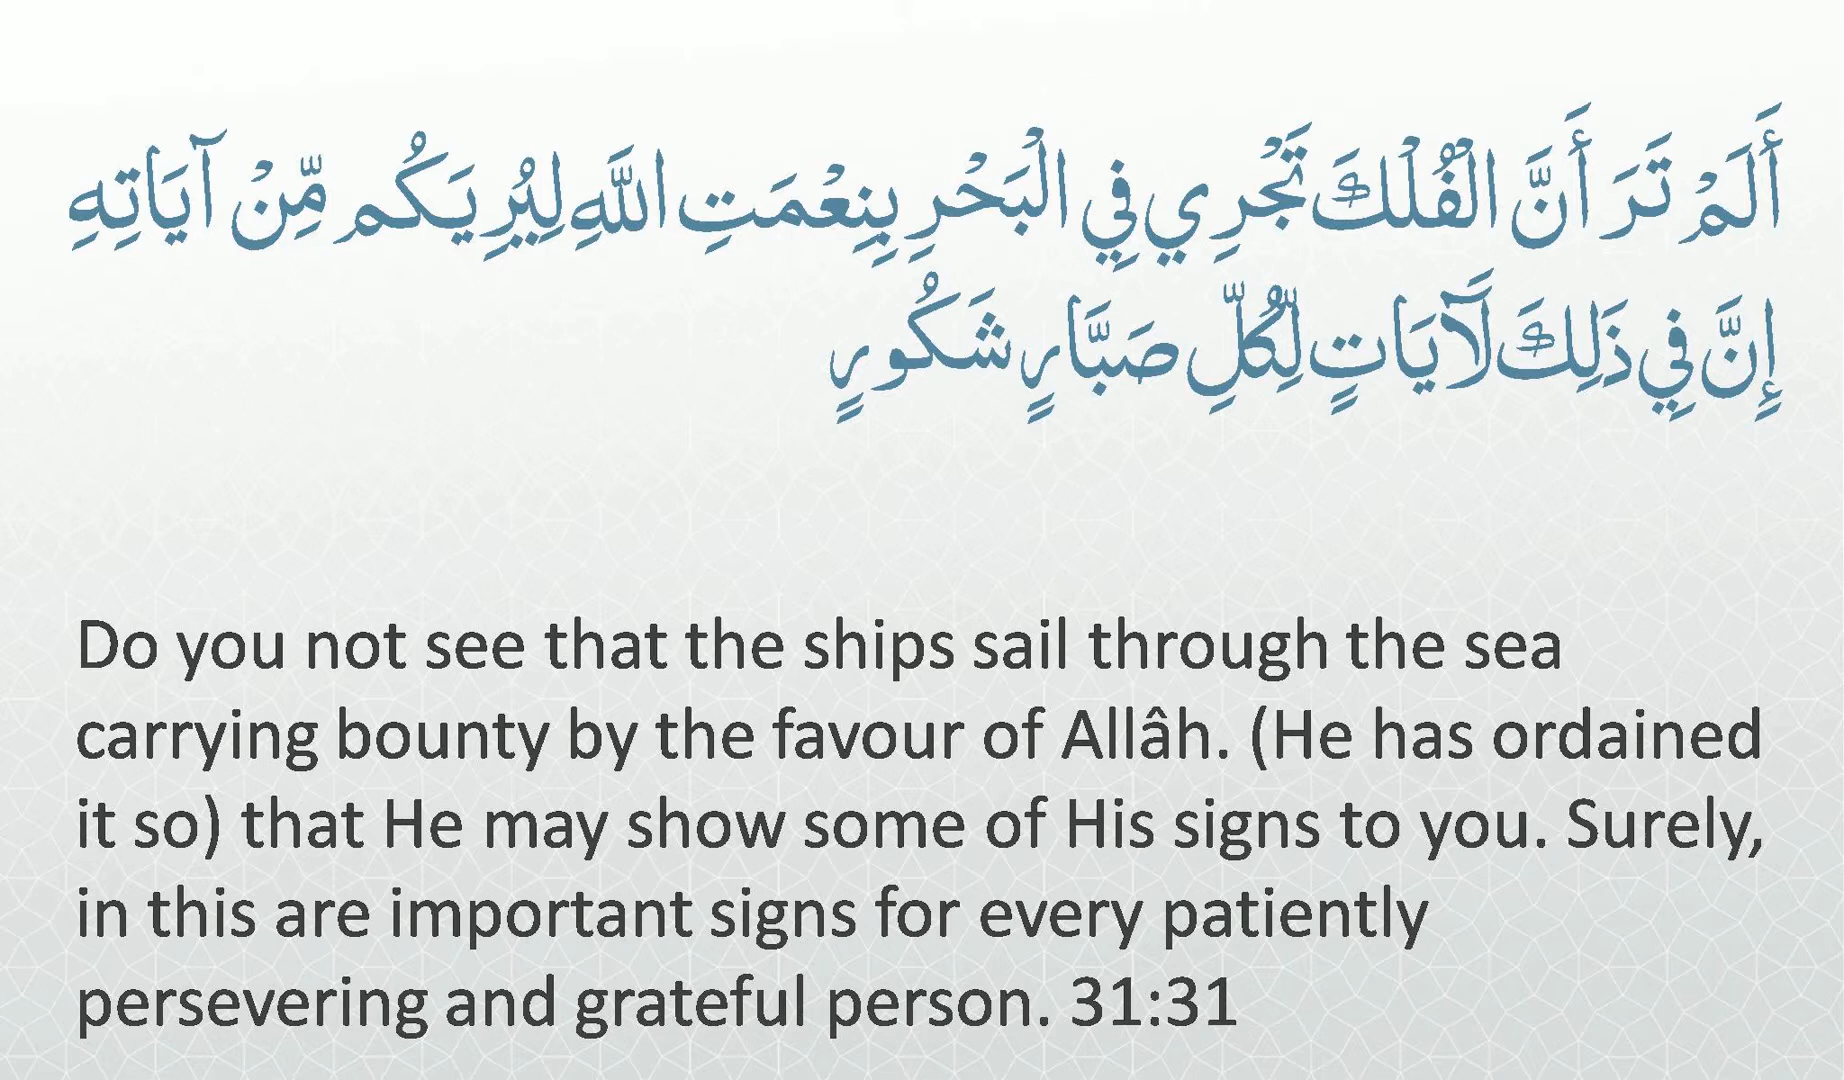 أَلَمْ تَرَ أَنَّ الْفُلْكَ تَجْرِي فِي الْبَحْرِ بِنِعْمَتِ اللَّهِ لِيُرِيَكُم مِّنْ آيَاتِهِ
إِنَّ فِي ذَلِكَ لَآيَاتٍ لِّكُلِّ صَبَّارٍ شَكُورٍ
Do you not see that the ships sail through the sea
carrying bounty by the favour of Allâh. (He has ordained
it so) that He may show some of His signs to you. Surely,
in this are important signs for every patiently
persevering and grateful person. 31:31